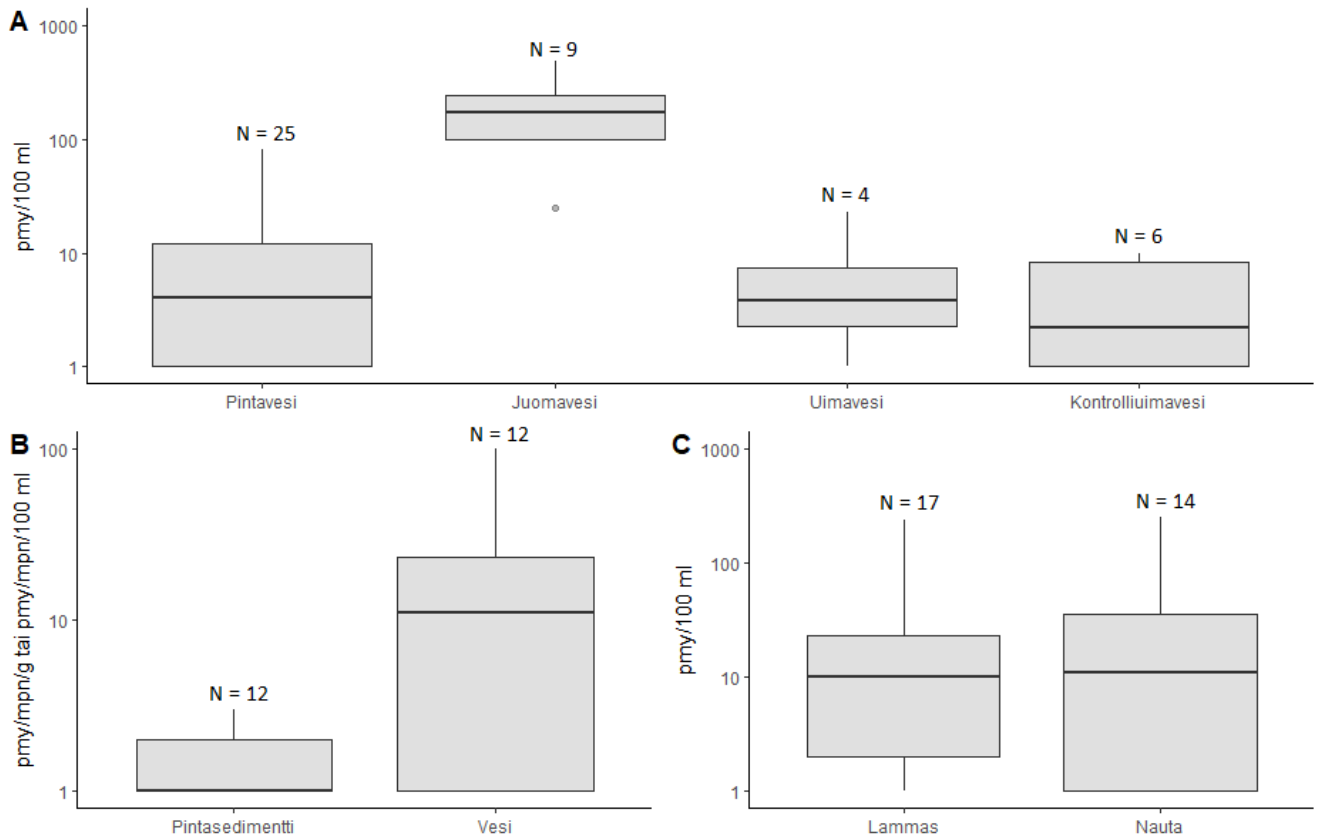 A
pmy/100 ml
1000
100
10
1
N = 25
N = 9
N = 4
N = 6
Pintavesi
Juomavesi
Uimavesi
Kontrolliuimavesi
B
pmy/mpn/g tai pmy/mpn/100 ml
100
10
1
N = 12
N = 12
Pintasedimentti
Vesi
C
pmy/100 ml
1000
100
10
1
N = 17
N = 14
Lammas
Nauta